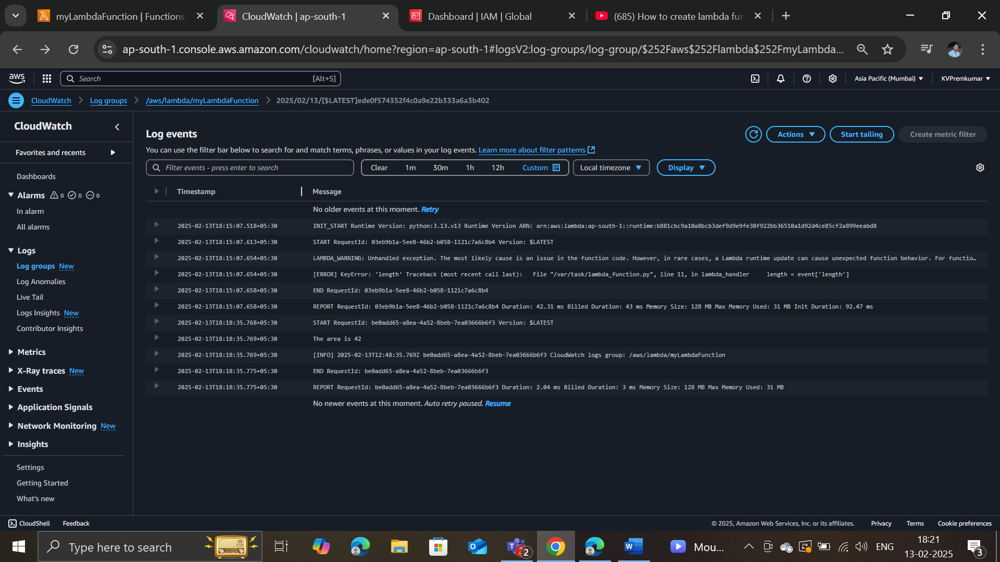 myLambdaFunction | Functions
CloudWatch | ap-south-1
Dashboard | IAM | Global
(685) How to create lambda fun
ap-south-1.console.aws.amazon.com/cloudwatch/home?region=ap-south-1#logsV2:log-groups/log-group/$252Faws$252Flambda$252FmyLambda...
aws
Search [Alt+S]
Asia Pacific (Mumbai)
KVPremkumar
CloudWatch
Log groups
/aws/lambda/myLambdaFunction
2025/02/13/[$LATEST]ede0f574352f4c0a9e22b333a6a3b402
CloudWatch
Favorites and recents
Dashboards
Alarms 0 0 0
In alarm
All alarms
Logs
Log groups New
Log Anomalies
Live Tail
Logs Insights New
Contributor Insights
Metrics
X-Ray traces New
Events
Application Signals
Network Monitoring New
Insights
Settings
Getting Started
What's new
Log events
Actions
Start tailing
Create metric filter
You can use the filter bar below to search for and match terms, phrases, or values in your log events. Learn more about filter patterns
Filter events - press enter to search
Clear 1m 30m 1h 12h Custom
Local timezone
Display
Timestamp Message
No older events at this moment. Retry
2025-02-13T18:15:07.518+05:30 INIT_START Runtime Version: python:3.13.v13 Runtime Version ARN: arn:aws:lambda:ap-south-1::runtime:b881cbc9a10a8bcb3def9d9e9fe38f922bb36510a1d92d4ce85cf2a899eeabd8
2025-02-13T18:15:07.613+05:30 START RequestId: 03eb9b1a-5ee8-46b2-b058-1121c7a6c8b4 Version: $LATEST
2025-02-13T18:15:07.654+05:30 LAMBDA_WARNING: Unhandled exception. The most likely cause is an issue in the function code. However, in rare cases, a Lambda runtime update can cause unexpected function behavior. For functio...
2025-02-13T18:15:07.654+05:30 [ERROR] KeyError: 'length' Traceback (most recent call last): File "/var/task/lambda_function.py", line 11, in lambda_handler length = event['length']
2025-02-13T18:15:07.658+05:30 END RequestId: 03eb9b1a-5ee8-46b2-b058-1121c7a6c8b4
2025-02-13T18:15:07.658+05:30 REPORT RequestId: 03eb9b1a-5ee8-46b2-b058-1121c7a6c8b4 Duration: 42.31 ms Billed Duration: 43 ms Memory Size: 128 MB Max Memory Used: 31 MB Init Duration: 92.47 ms
2025-02-13T18:18:35.768+05:30 START RequestId: be0add65-a8ea-4a52-8beb-7ea03666b6f3 Version: $LATEST
2025-02-13T18:18:35.769+05:30 The area is 42
2025-02-13T18:18:35.769+05:30 [INFO] 2025-02-13T12:48:35.769Z be0add65-a8ea-4a52-8beb-7ea03666b6f3 CloudWatch logs group: /aws/lambda/myLambdaFunction
2025-02-13T18:18:35.775+05:30 END RequestId: be0add65-a8ea-4a52-8beb-7ea03666b6f3
2025-02-13T18:18:35.775+05:30 REPORT RequestId: be0add65-a8ea-4a52-8beb-7ea03666b6f3 Duration: 2.04 ms Billed Duration: 3 ms Memory Size: 128 MB Max Memory Used: 31 MB
No newer events at this moment. Auto retry paused. Resume
CloudShell Feedback
© 2025, Amazon Web Services, Inc. or its affiliates. Privacy Terms Cookie preferences
Type here to search
2
Mou...
ENG
18:21
13-02-2025
3